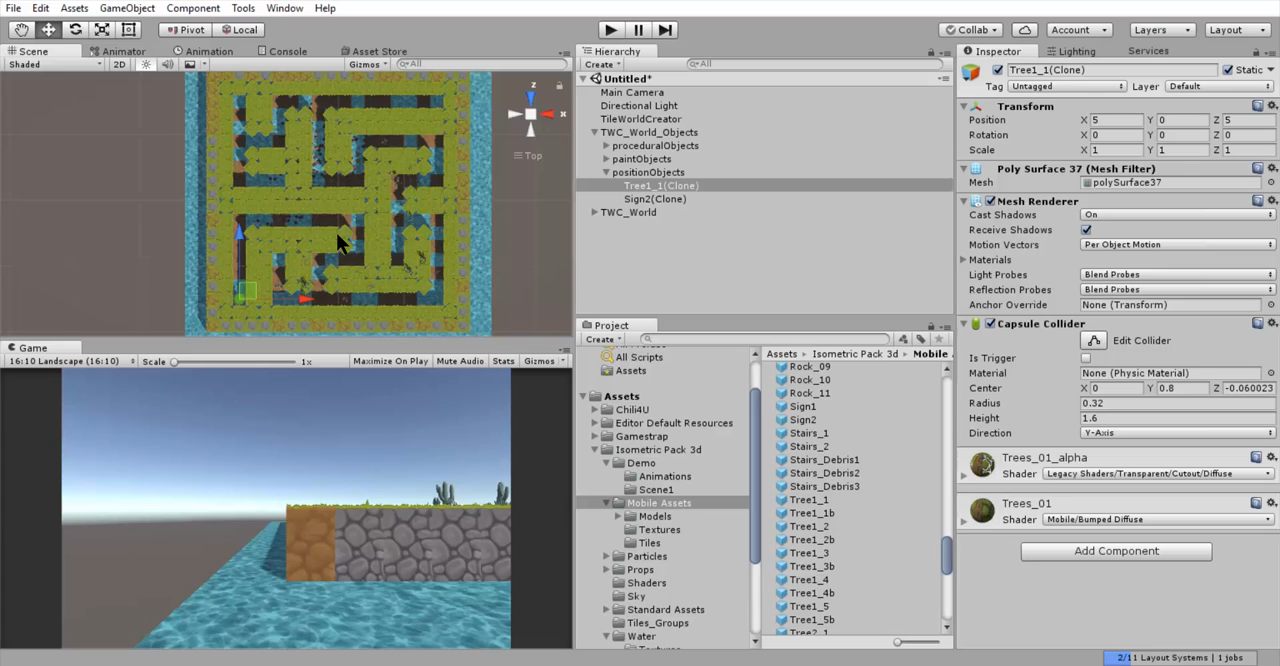 File Edit Assets GameObject Component Tools Window Help
Pivot Local Collab Account Layers Layout
Scene Animator Animation Console Asset Store
Shaded 2D Gizmos All
z
x
Top
Game
16:10 Landscape (16:10) Scale 1x Maximize On Play Mute Audio Stats Gizmos
Hierarchy
Create All
Untitled*
Main Camera
Directional Light
TileWorldCreator
TWC_World_Objects
proceduralObjects
paintObjects
positionObjects
Tree1_1(Clone)
Sign2(Clone)
TWC_World
Project
Create
All Scripts
Assets
Assets
Chili4U
Editor Default Resources
Gamestrap
Isometric Pack 3d
Demo
Animations
Scene1
Mobile Assets
Models
Textures
Tiles
Particles
Props
Shaders
Sky
Standard Assets
Tiles_Groups
Water
Assets Isometric Pack 3d Mobile
Rock_09
Rock_10
Rock_11
Sign1
Sign2
Stairs_1
Stairs_2
Stairs_Debris1
Stairs_Debris2
Stairs_Debris3
Tree1_1
Tree1_1b
Tree1_2
Tree1_2b
Tree1_3
Tree1_3b
Tree1_4
Tree1_4b
Tree1_5
Tree1_5b
Tree2_1
Inspector Lighting Services
Tree1_1(Clone) Static
Tag Untagged Layer Default
Transform
Position X 5 Y 0 Z 5
Rotation X 0 Y 0 Z 0
Scale X 1 Y 1 Z 1
Poly Surface 37 (Mesh Filter)
Mesh polySurface37
Mesh Renderer
Cast Shadows On
Receive Shadows
Motion Vectors Per Object Motion
Materials
Light Probes Blend Probes
Reflection Probes Blend Probes
Anchor Override None (Transform)
Capsule Collider
Edit Collider
Is Trigger
Material None (Physic Material)
Center X 0 Y 0.8 Z -0.060023
Radius 0.32
Height 1.6
Direction Y-Axis
Trees_01_alpha
Shader Legacy Shaders/Transparent/Cutout/Diffuse
Trees_01
Shader Mobile/Bumped Diffuse
Add Component
2/11 Layout Systems | 1 jobs